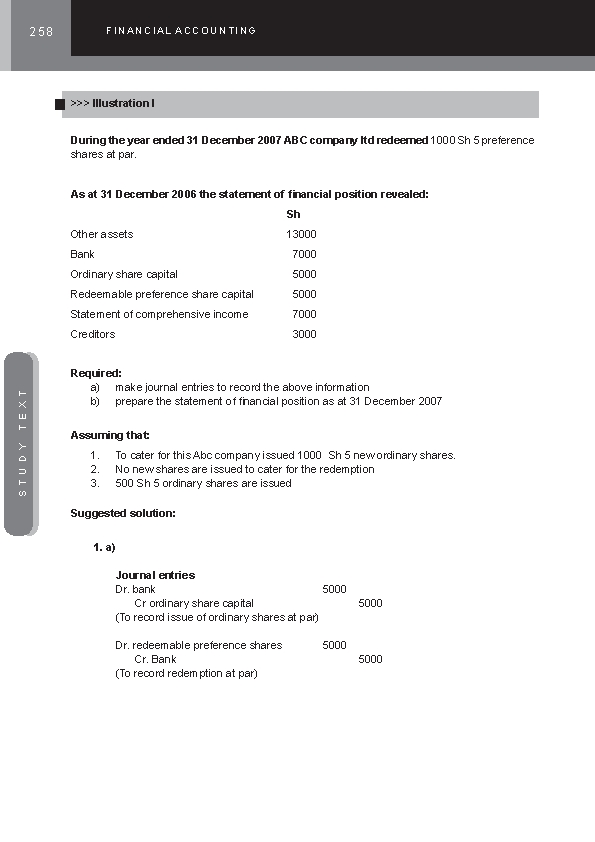 258
FINANCIAL ACCOUNTING
>>> Illustration I
During the year ended 31 December 2007 ABC company ltd redeemed 1000 Sh 5 preference
shares at par.
As at 31 December 2006 the statement of financial position revealed:
Sh
Other assets 13000
Bank 7000
Ordinary share capital 5000
Redeemable preference share capital 5000
Statement of comprehensive income 7000
Creditors 3000
Required:
a) make journal entries to record the above information
b) prepare the statement of financial position as at 31 December 2007
Assuming that:
1. To cater for this Abc company issued 1000 Sh 5 new ordinary shares.
2. No new shares are issued to cater for the redemption
3. 500 Sh 5 ordinary shares are issued
Suggested solution:
1. a)
Journal entries
Dr. bank 5000
Cr ordinary share capital 5000
(To record issue of ordinary shares at par)
Dr. redeemable preference shares 5000
Cr. Bank 5000
(To record redemption at par)
STUDY TEXT